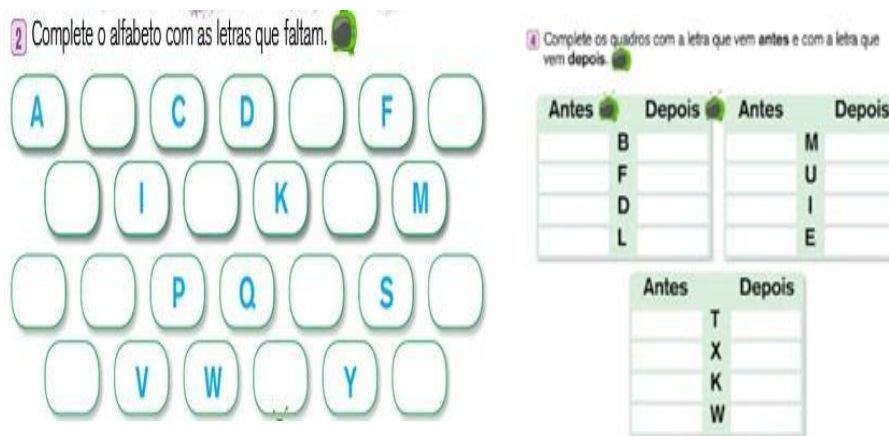 2 Complete o alfabeto com as letras que faltam.
A C D F
I K M
P Q S
V W Y
4 Complete os quadros com a letra que vem antes e com a letra que
vem depois.
Antes Depois
B
F
D
L
Antes Depois
M
U
I
E
Antes Depois
T
X
K
W